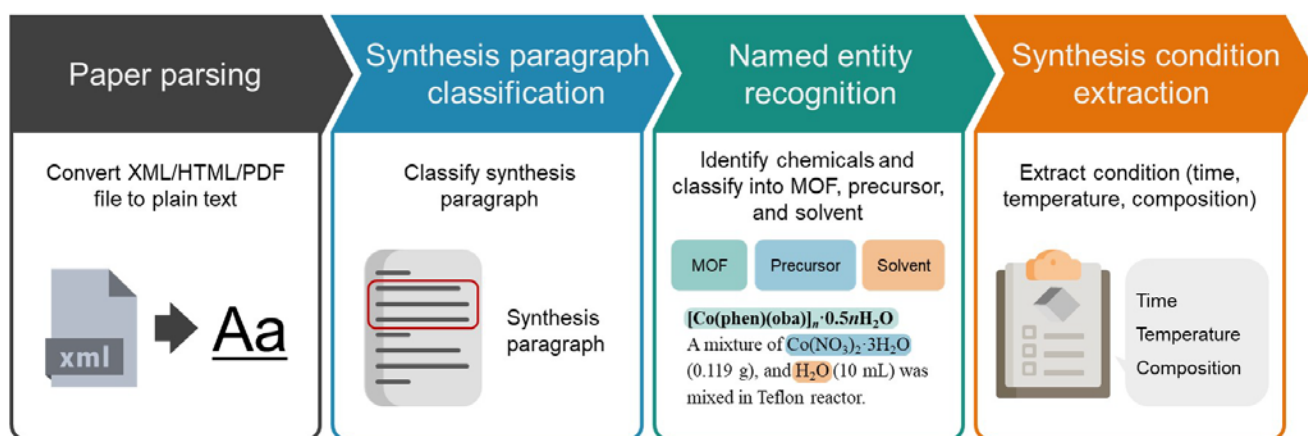 Paper parsing
Convert XML/HTML/PDF
file to plain text
xml
Aa
Synthesis paragraph
classification
Classify synthesis
paragraph
Synthesis
paragraph
Named entity
recognition
Identify chemicals and
classify into MOF, precursor,
and solvent
MOF Precursor Solvent
[Co(phen)(oba)]ₙ·0.5nH₂O
A mixture of Co(NO₃)₂·3H₂O
(0.119 g), and H₂O (10 mL) was
mixed in Teflon reactor.
Synthesis condition
extraction
Extract condition (time,
temperature, composition)
Time
Temperature
Composition